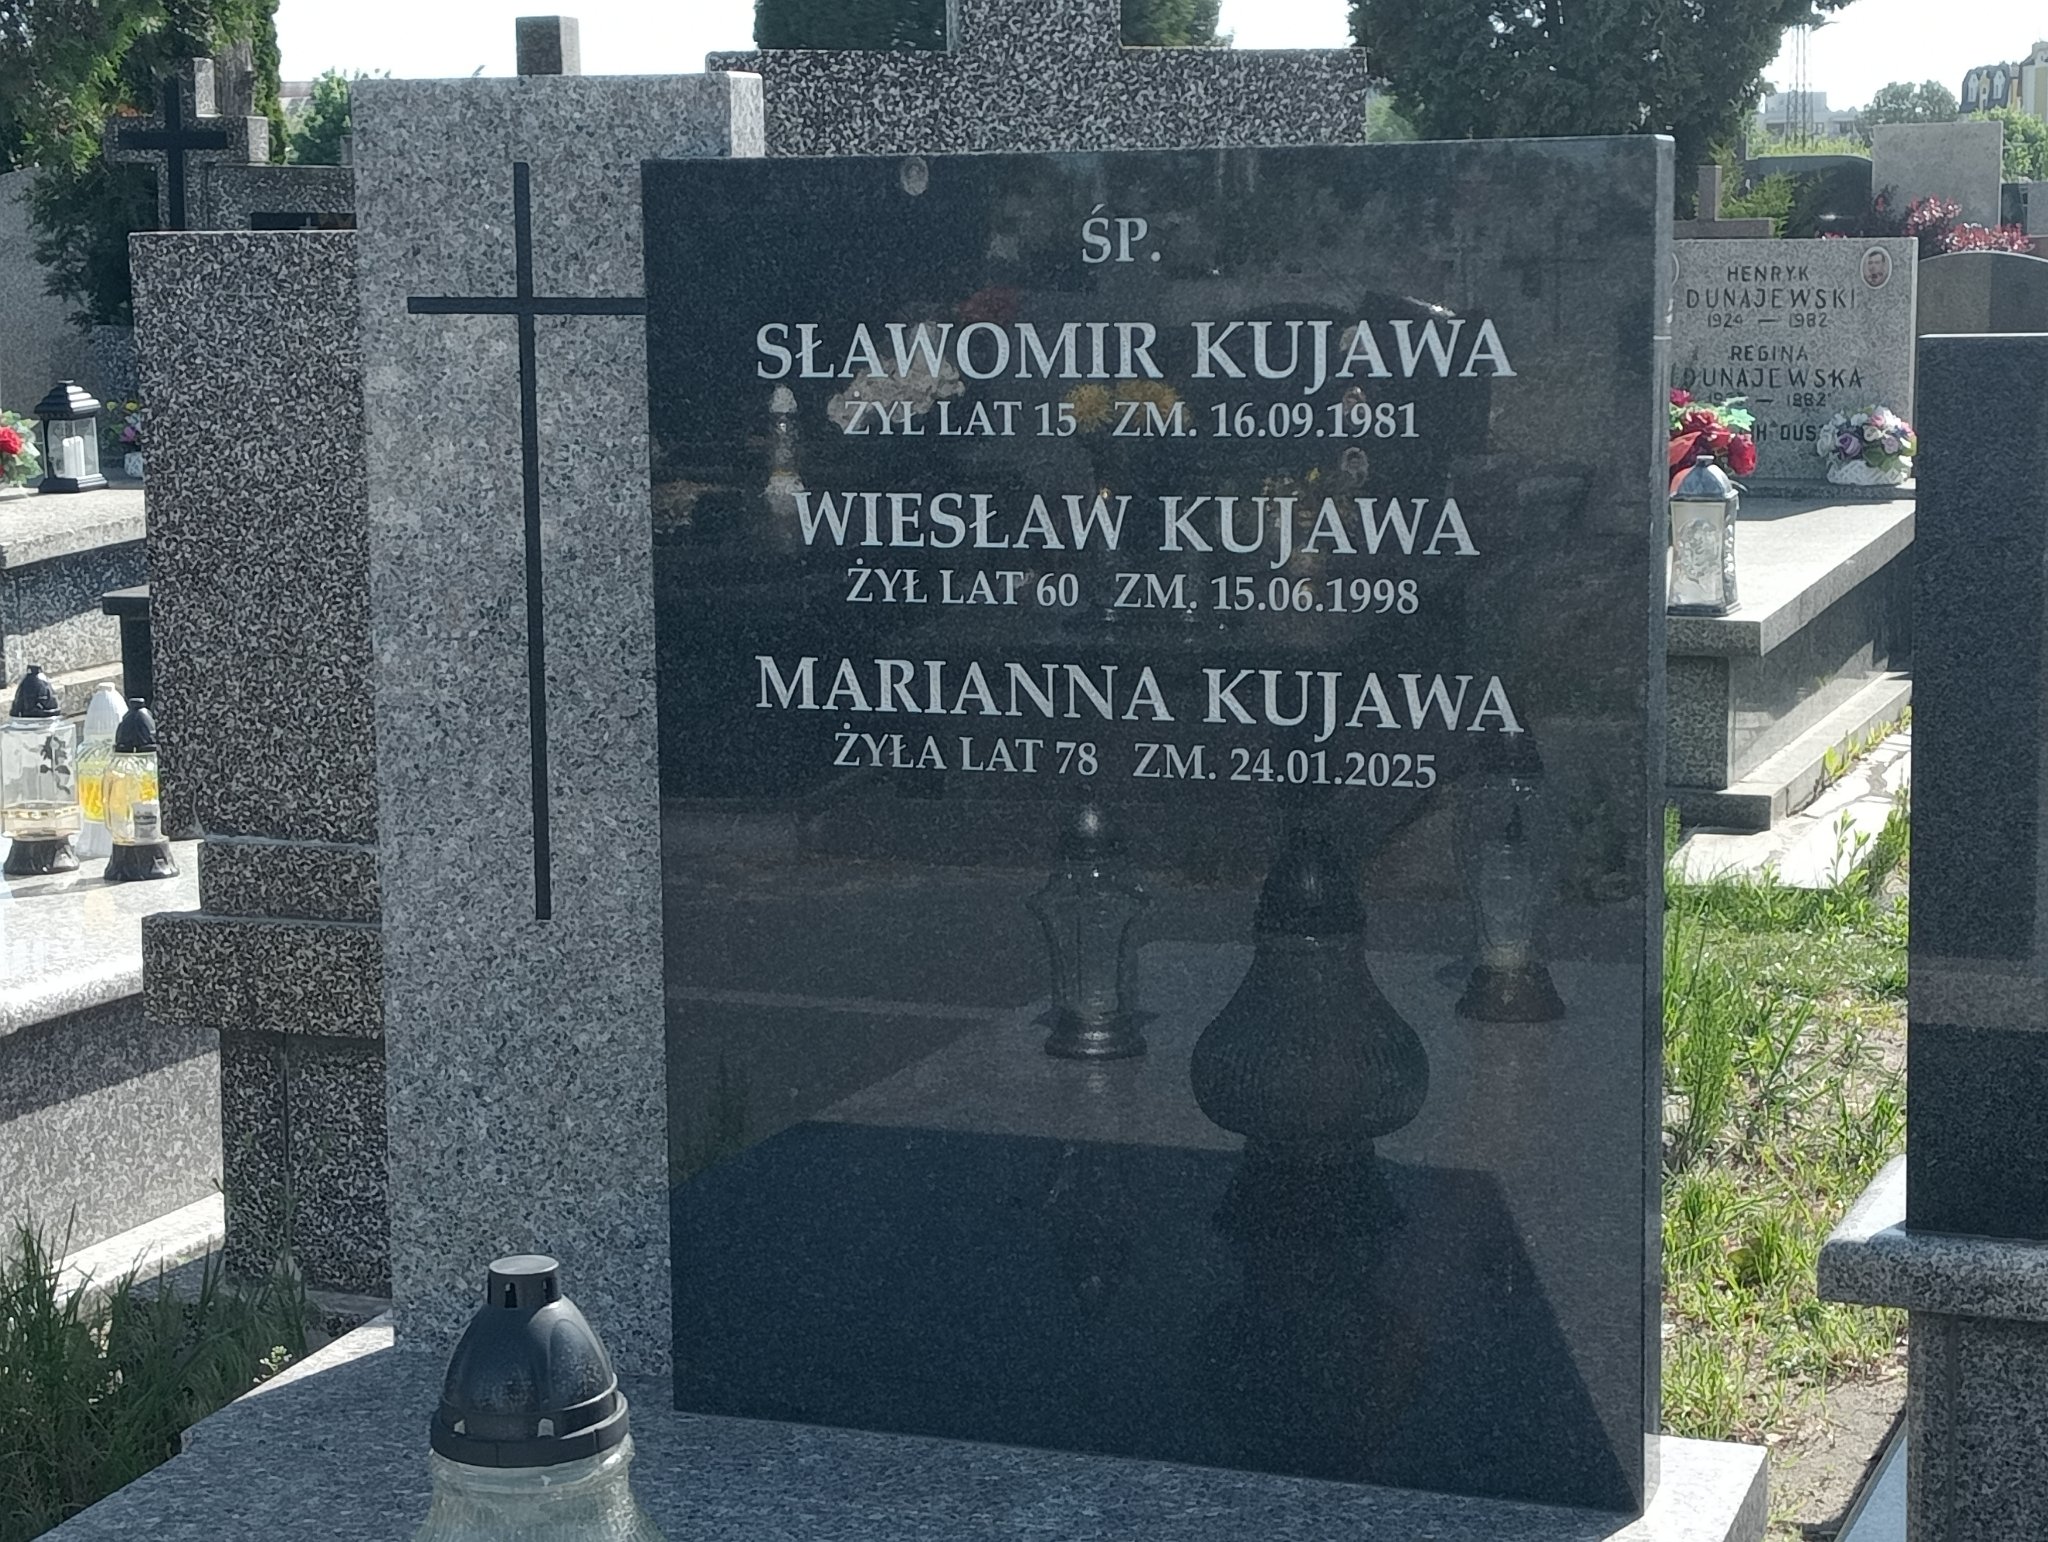 ŚP.
SŁAWOMIR KUJAWA
ŻYŁ LAT 15 ZM. 16.09.1981
WIESŁAW KUJAWA
ŻYŁ LAT 60 ZM. 15.06.1998
MARIANNA KUJAWA
ŻYŁA LAT 78 ZM. 24.01.2025
HENRYK
DUNAJEWSKI
1924 — 1982
REGINA
DUNAJEWSKA